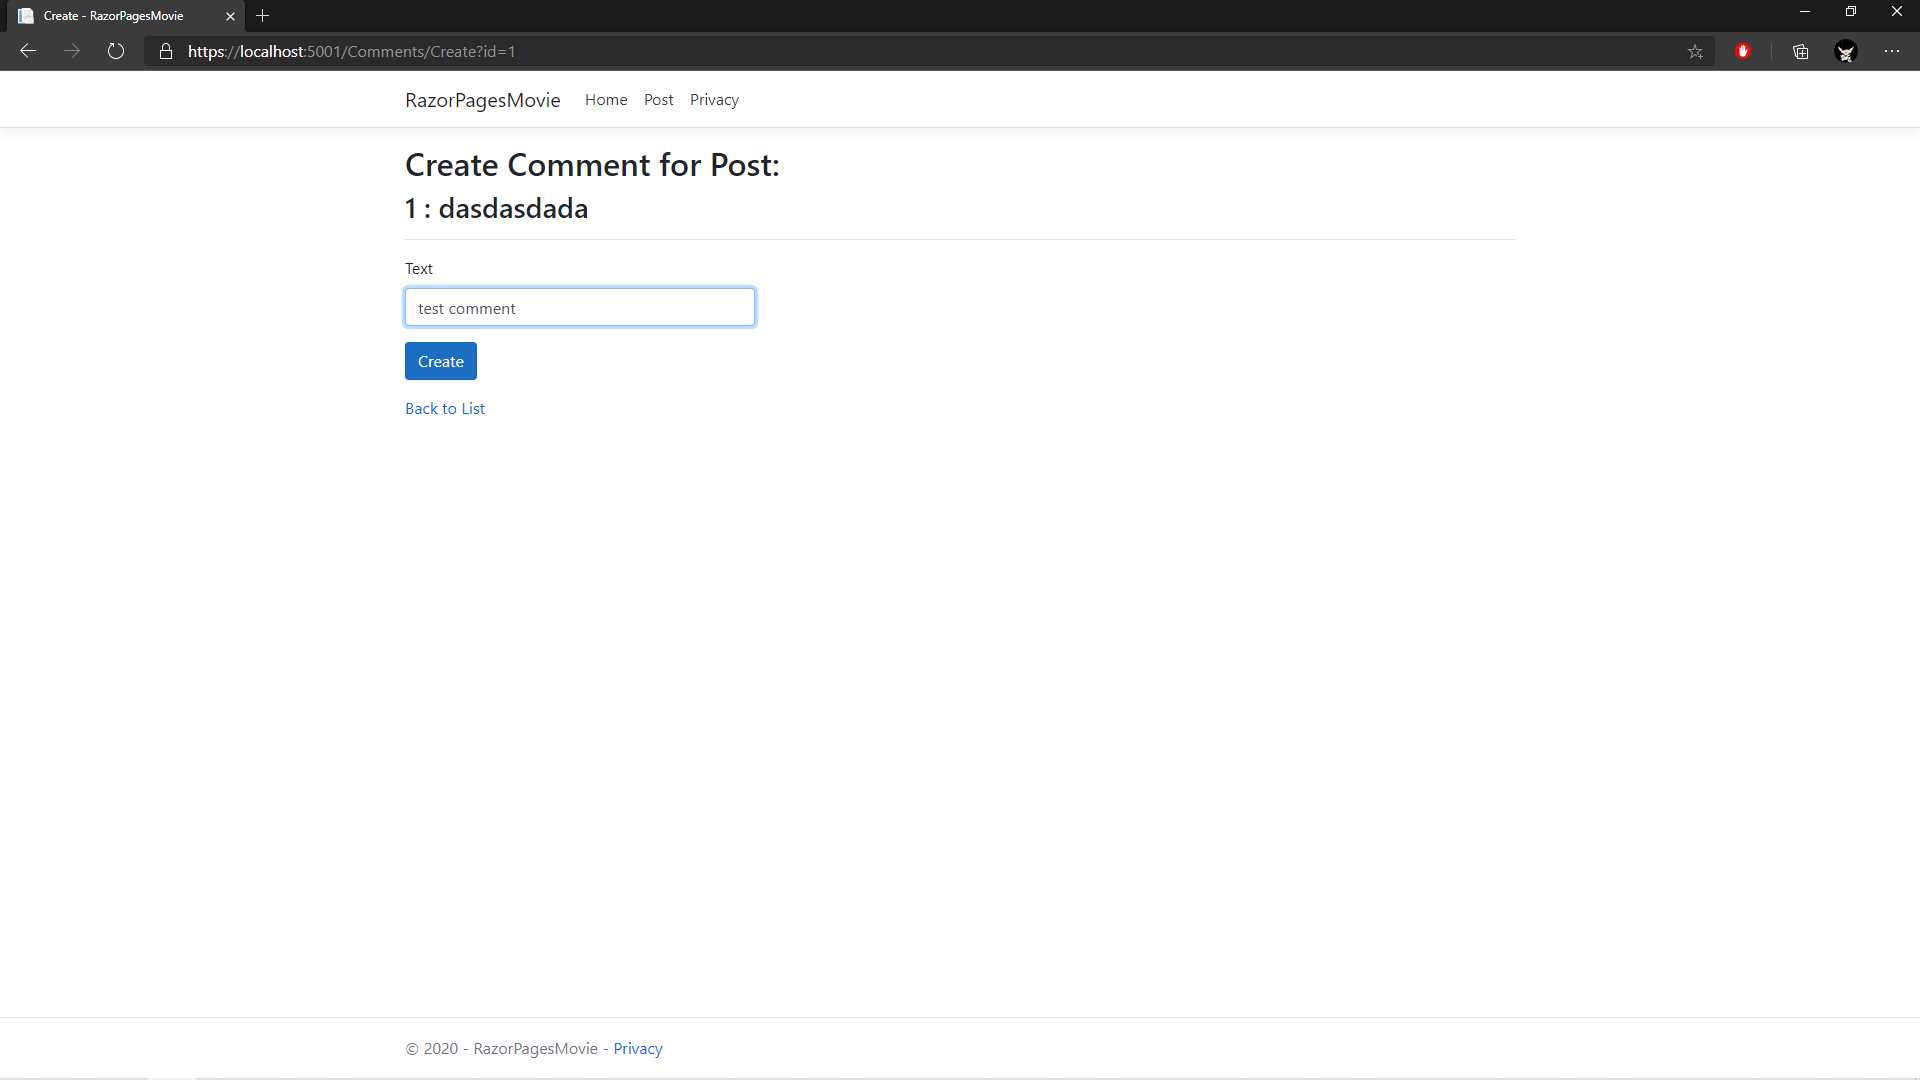 Create - RazorPagesMovie
https://localhost:5001/Comments/Create?id=1
RazorPagesMovie Home Post Privacy
Create Comment for Post:
1 : dasdasdada
Text
test comment
Create
Back to List
© 2020 - RazorPagesMovie - Privacy